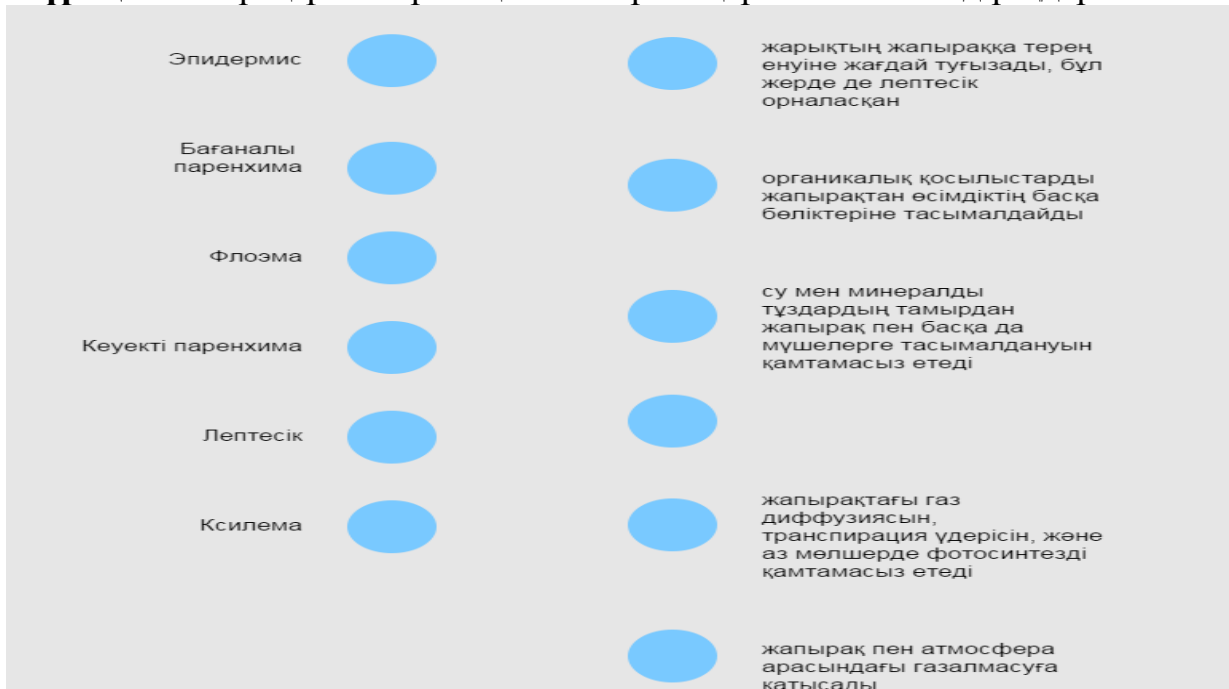 Эпидермис
Бағаналы
паренхима
Флоэма
Кеуекті паренхима
Лептесік
Ксилема
жарықтың жапыраққа терең
енуіне жағдай туғызады, бұл
жерде де лептесік
орналасқан
органикалық қосылыстарды
жапырақтан өсімдіктің басқа
бөліктеріне тасымалдайды
су мен минералды
тұздардың тамырдан
жапырақ пен басқа да
мүшелерге тасымалдануын
қамтамасыз етеді
жапырақтағы газ
диффузиясын,
транспирация үдерісін, және
аз мөлшерде фотосинтезді
қамтамасыз етеді
жапырақ пен атмосфера
арасындағы газалмасуға
қатысады